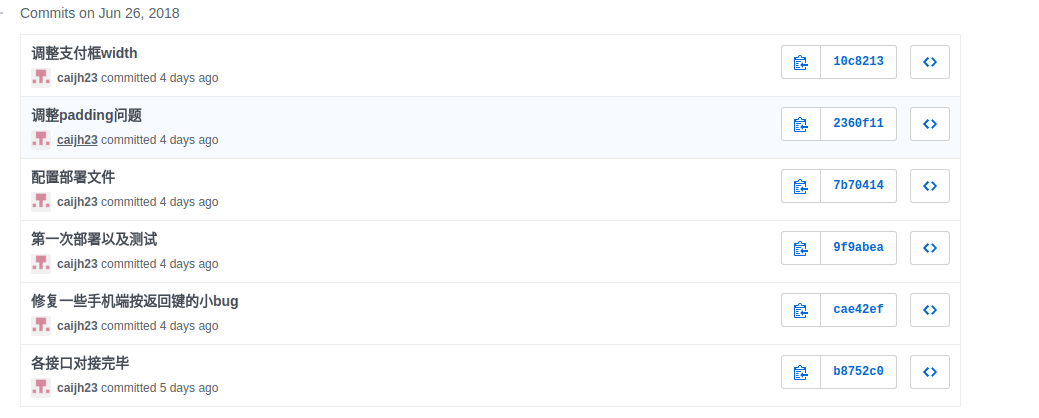 Commits on Jun 26, 2018
调整支付框width
caijh23 committed 4 days ago
10c8213
调整padding问题
caijh23 committed 4 days ago
2360f11
配置部署文件
caijh23 committed 4 days ago
7b70414
第一次部署以及测试
caijh23 committed 4 days ago
9f9abea
修复一些手机端按返回键的小bug
caijh23 committed 4 days ago
cae42ef
各接口对接完毕
caijh23 committed 5 days ago
b8752c0